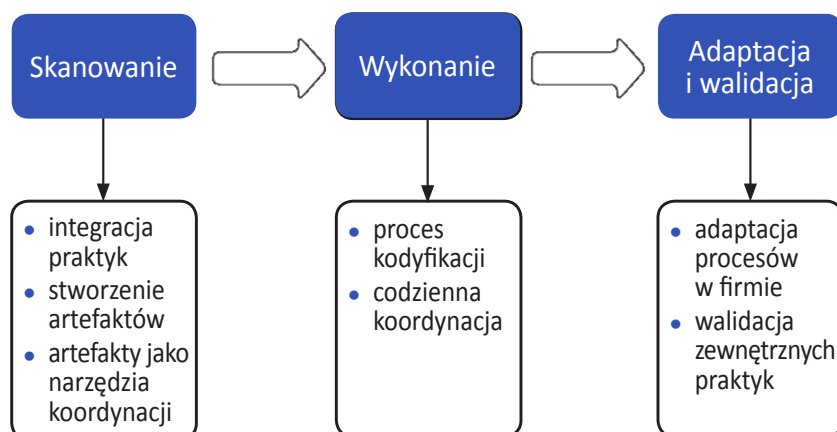 Skanowanie
Wykonanie
Adaptacja
i walidacja
integracja
praktyk
stworzenie
artefaktów
artefakty jako
narzędzia
koordynacji
proces
kodyfikacji
codzienna
koordynacja
adaptacja
procesów
w firmie
walidacja
zewnętrznych
praktyk